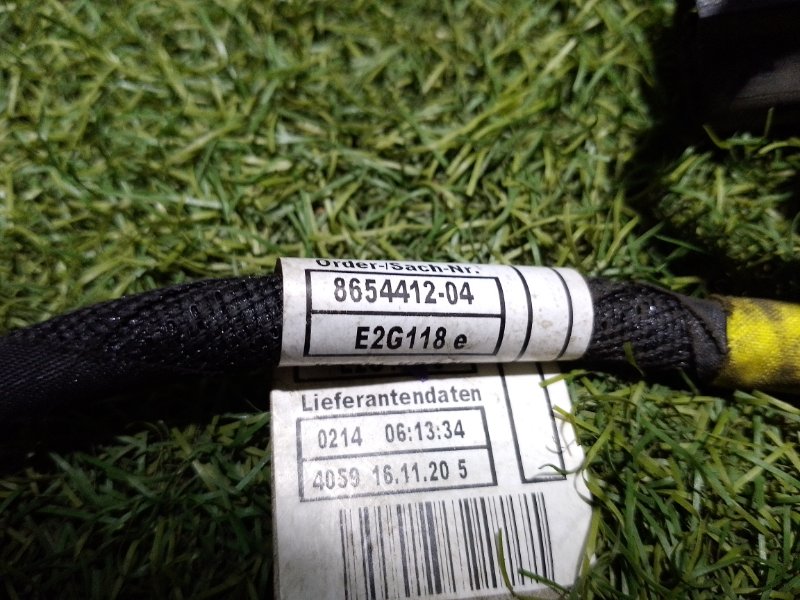 Order-/Sach-Nr.
8654412-04
E2G118 e
Lieferantendaten
0214 06:13:34
4059 16.11.20 5